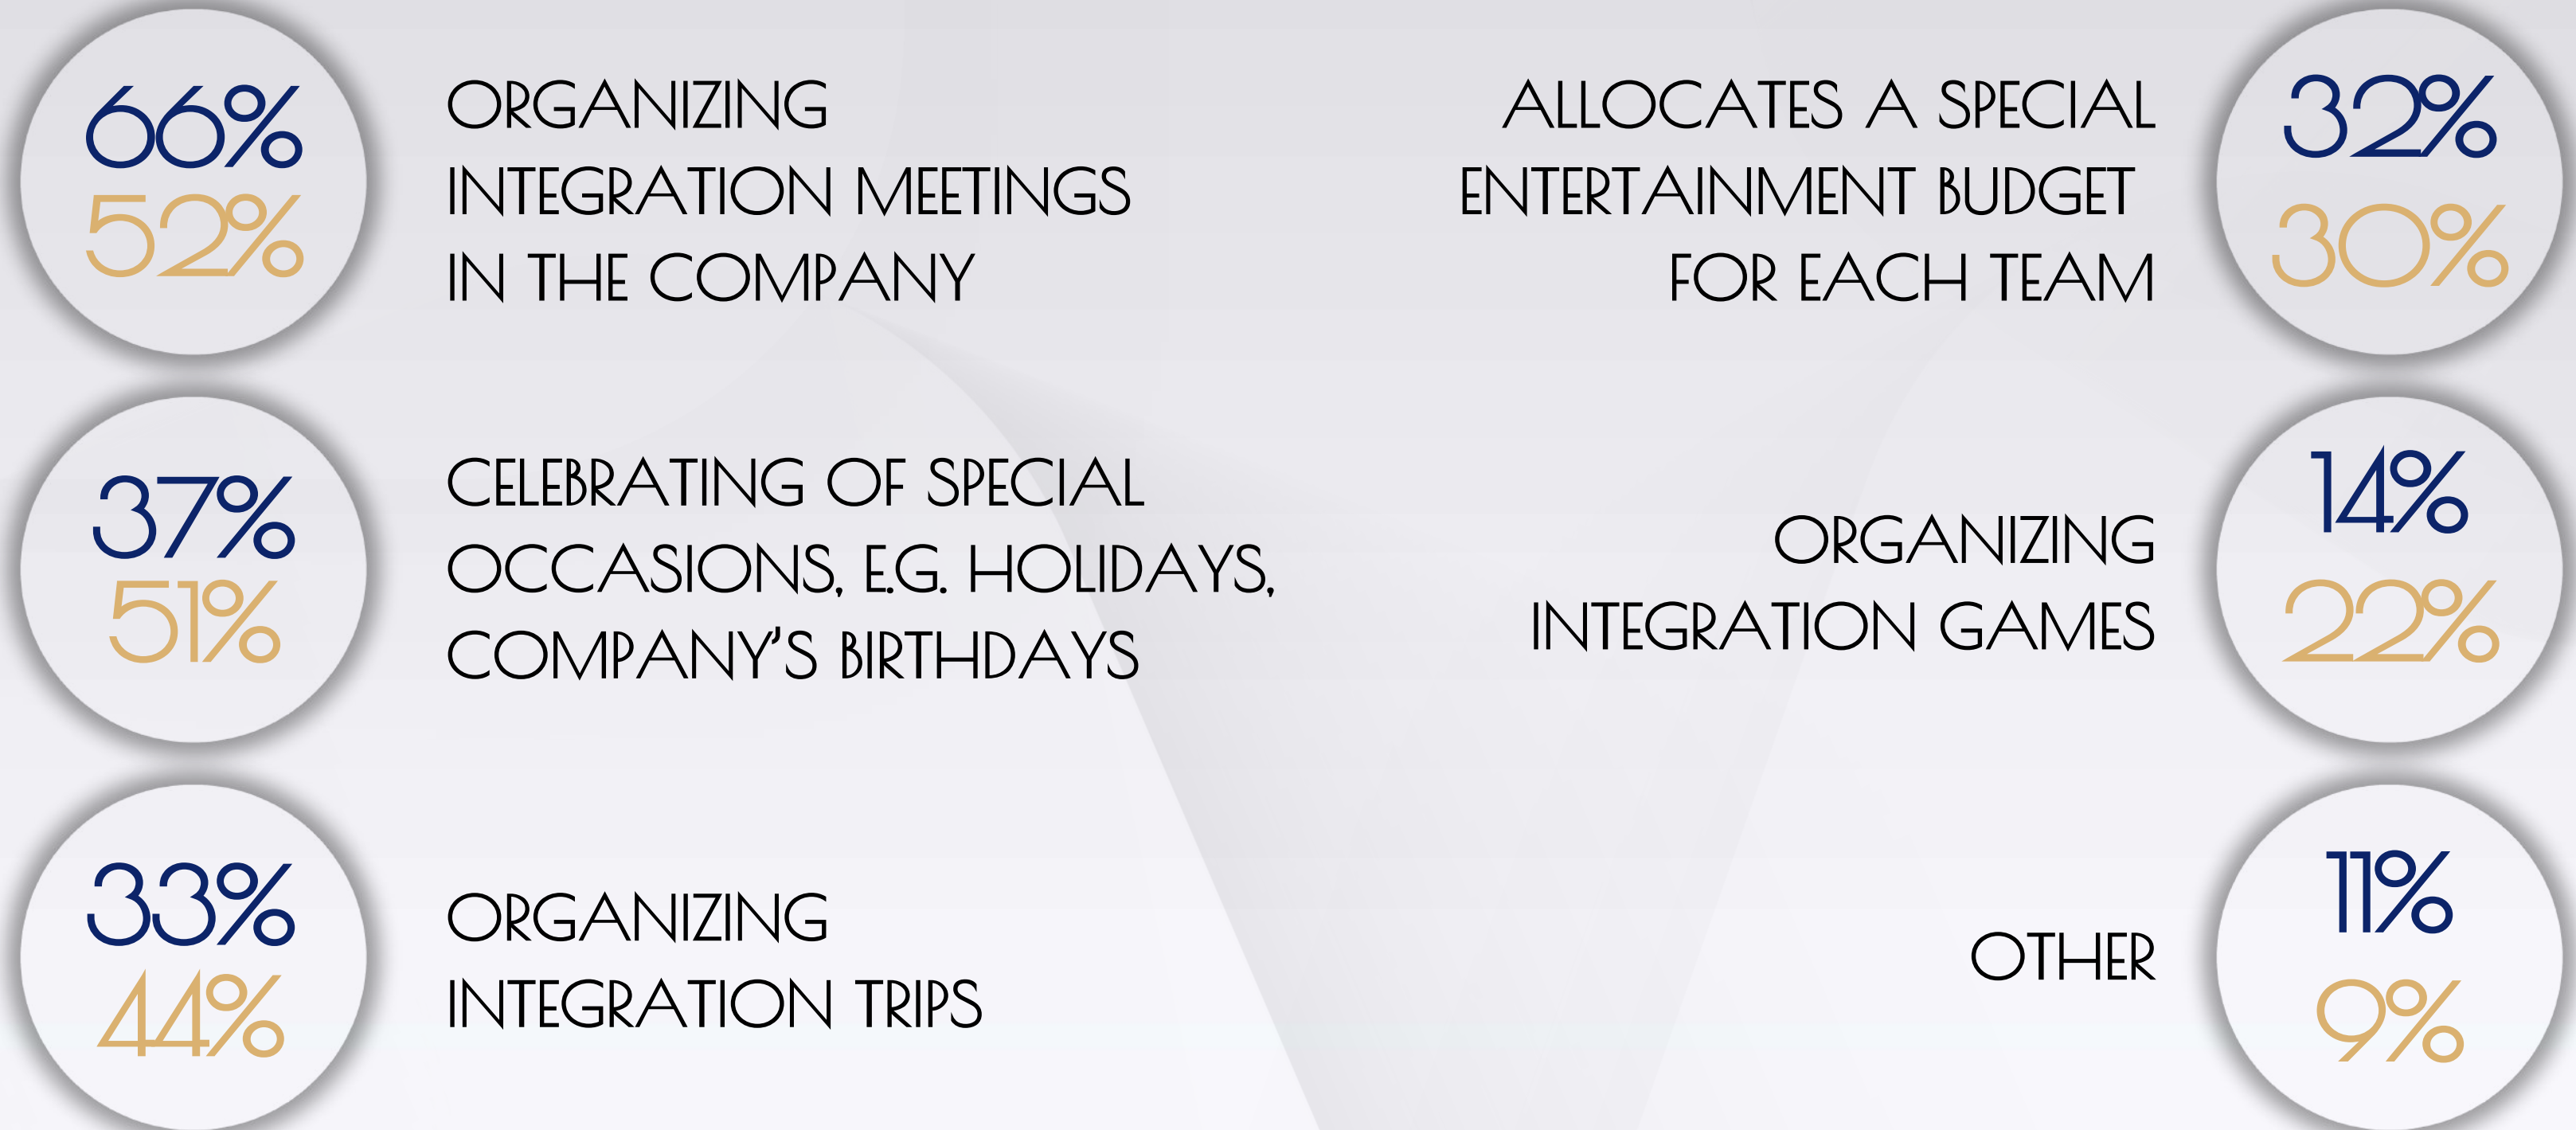 66%
52%
ORGANIZING
INTEGRATION MEETINGS
IN THE COMPANY
37%
51%
CELEBRATING OF SPECIAL
OCCASIONS, E.G. HOLIDAYS,
COMPANY'S BIRTHDAYS
33%
44%
ORGANIZING
INTEGRATION TRIPS
ALLOCATES A SPECIAL
ENTERTAINMENT BUDGET
FOR EACH TEAM
32%
30%
ORGANIZING
INTEGRATION GAMES
14%
22%
OTHER
11%
9%